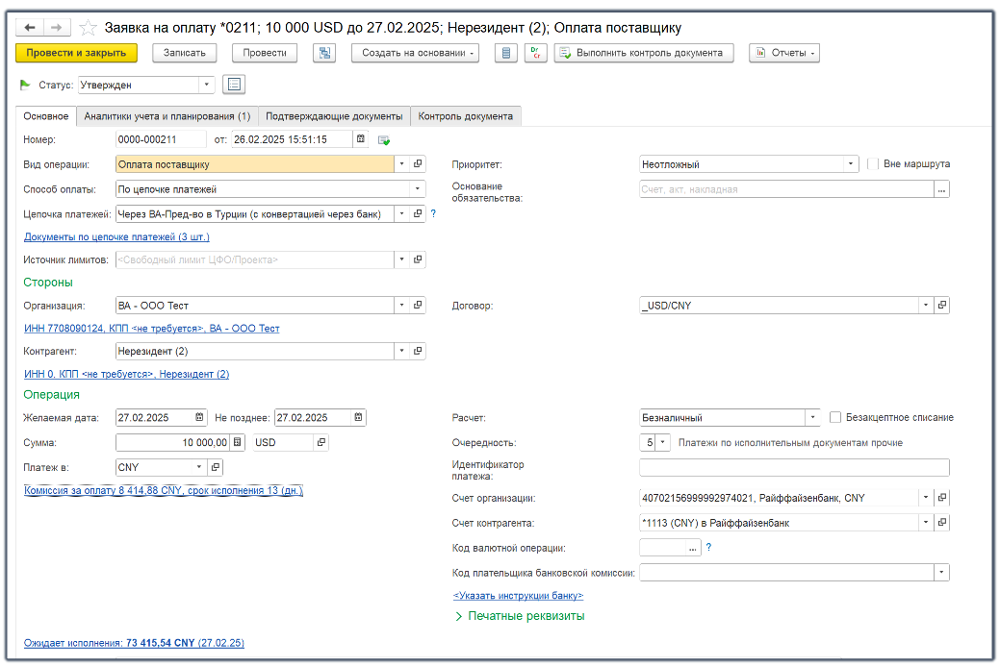 Заявка на оплату *0211; 10 000 USD до 27.02.2025; Нерезидент (2); Оплата поставщику
Провести и закрыть Записать Провести Создать на основании Dr Cr Выполнить контроль документа Отчеты
Статус: Утвержден
Основное Аналитики учета и планирования (1) Подтверждающие документы Контроль документа
Номер: 0000-000211 от: 26.02.2025 15:51:15
Вид операции: Оплата поставщику Приоритет: Неотложный Вне маршрута
Способ оплаты: По цепочке платежей Основание обязательства: Счет, акт, накладная ...
Цепочка платежей: Через ВА-Пред-во в Турции (с конвертацией через банк) ?
Документы по цепочке платежей (3 шт.)
Источник лимитов: <Свободный лимит ЦФО/Проекта>
Стороны
Организация: ВА - ООО Тест Договор: _USD/CNY
ИНН 7708090124, КПП <не требуется>, ВА - ООО Тест
Контрагент: Нерезидент (2)
ИНН 0, КПП <не требуется>, Нерезидент (2)
Операция
Желаемая дата: 27.02.2025 Не позднее: 27.02.2025 Расчет: Безналичный Безакцептное списание
Сумма: 10 000,00 USD Очередность: 5 Платежи по исполнительным документам прочие
Платеж в: CNY Идентификатор платежа:
Комиссия за оплату 8 414,88 CNY, срок исполнения 13 (дн.)
Счет организации: 40702156999992974021, Райффайзенбанк, CNY
Счет контрагента: *1113 (CNY) в Райффайзенбанк
Код валютной операции: ... ?
Код плательщика банковской комиссии:
<Указать инструкции банку>
Печатные реквизиты
Ожидает исполнения: 73 415,54 CNY (27.02.25)